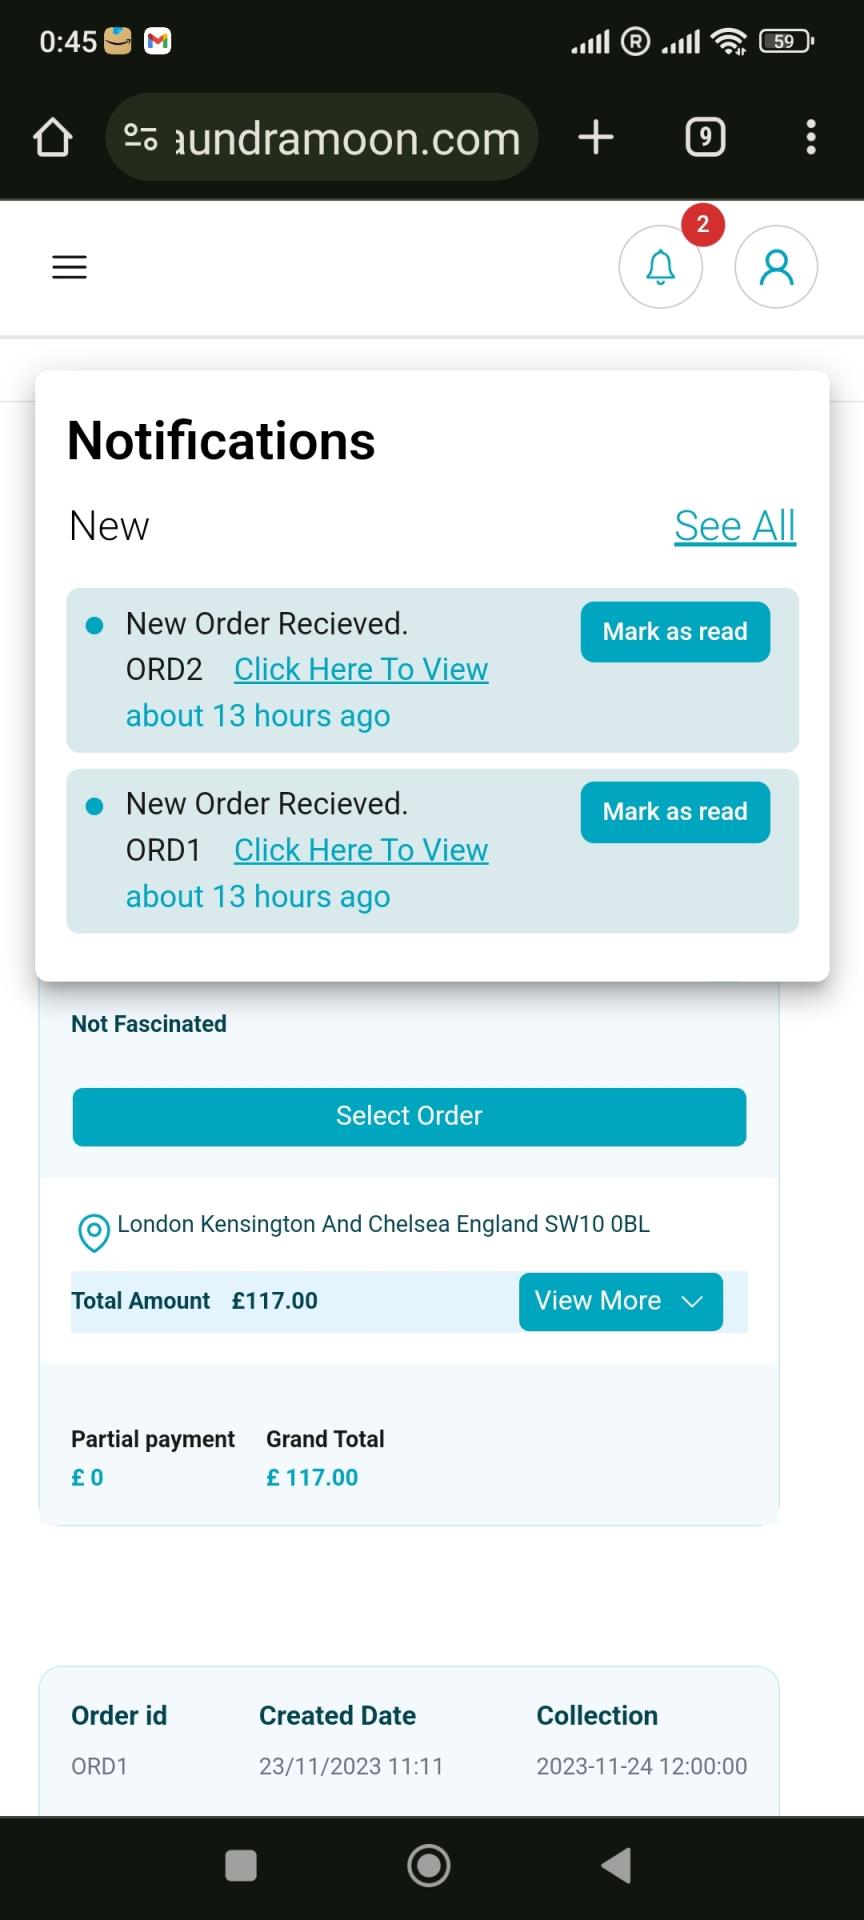 0:45
R
59
aundramoon.com
9
2
Notifications
New See All
New Order Recieved.
Mark as read
ORD2 Click Here To View
about 13 hours ago
New Order Recieved.
Mark as read
ORD1 Click Here To View
about 13 hours ago
Not Fascinated
Select Order
London Kensington And Chelsea England SW10 0BL
Total Amount £117.00 View More
Partial payment Grand Total
£ 0 £ 117.00
Order id Created Date Collection
ORD1 23/11/2023 11:11 2023-11-24 12:00:00